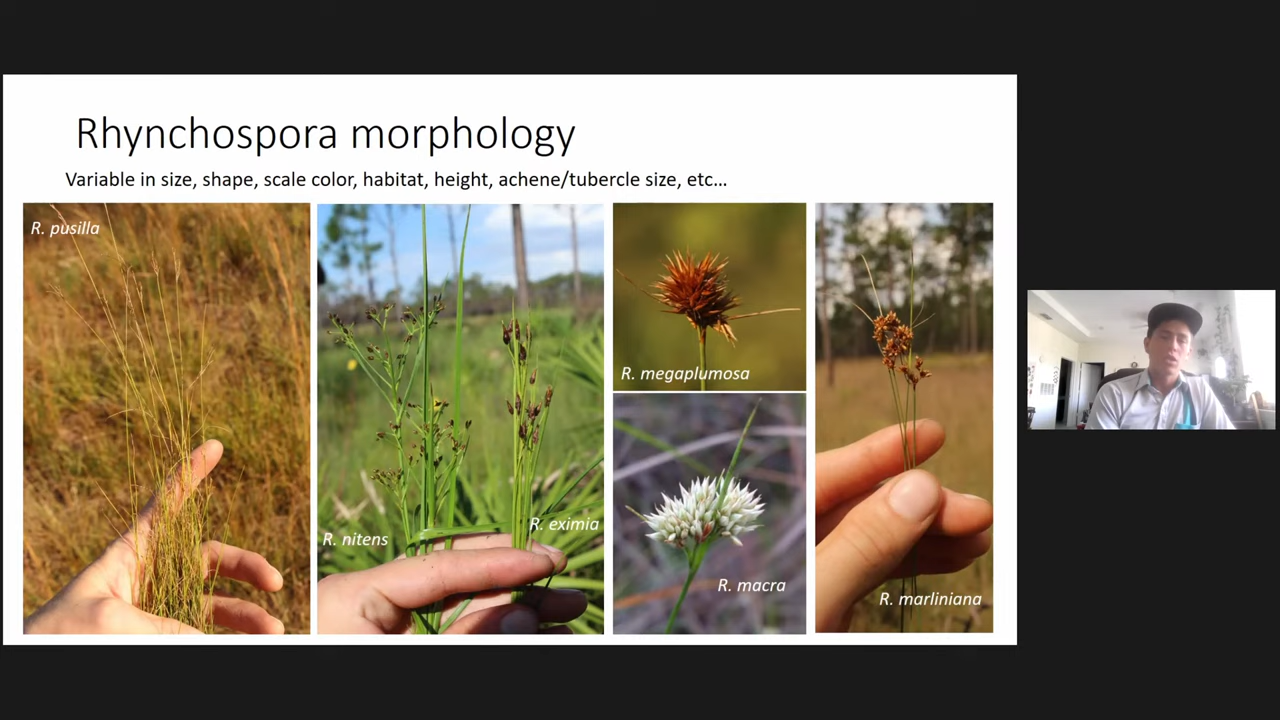 Rhynchospora morphology
Variable in size, shape, scale color, habitat, height, achene/tubercle size, etc...
R. pusilla
R. nitens
R. eximia
R. megaplumosa
R. macra
R. marliniana